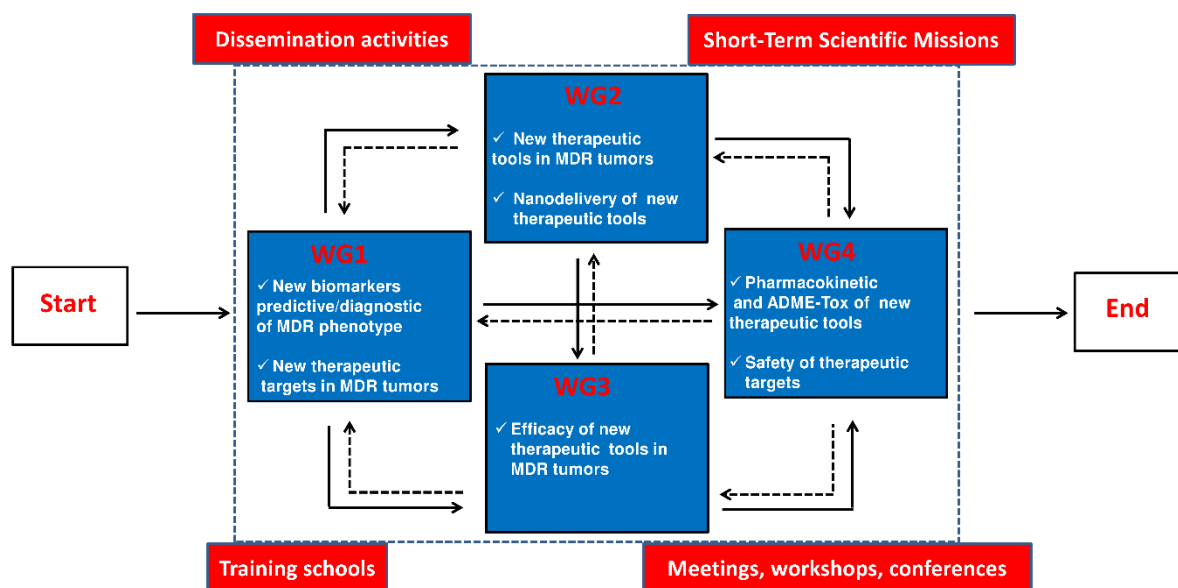 Dissemination activities
Short-Term Scientific Missions
WG2
✓ New therapeutic
tools in MDR tumors
✓ Nanodelivery of new
therapeutic tools
Start
WG1
✓ New biomarkers
predictive/diagnostic
of MDR phenotype
✓ New therapeutic
targets in MDR tumors
WG4
✓ Pharmacokinetic
and ADME-Tox of new
therapeutic tools
✓ Safety of therapeutic
targets
End
WG3
✓ Efficacy of new
therapeutic tools in
MDR tumors
Training schools
Meetings, workshops, conferences